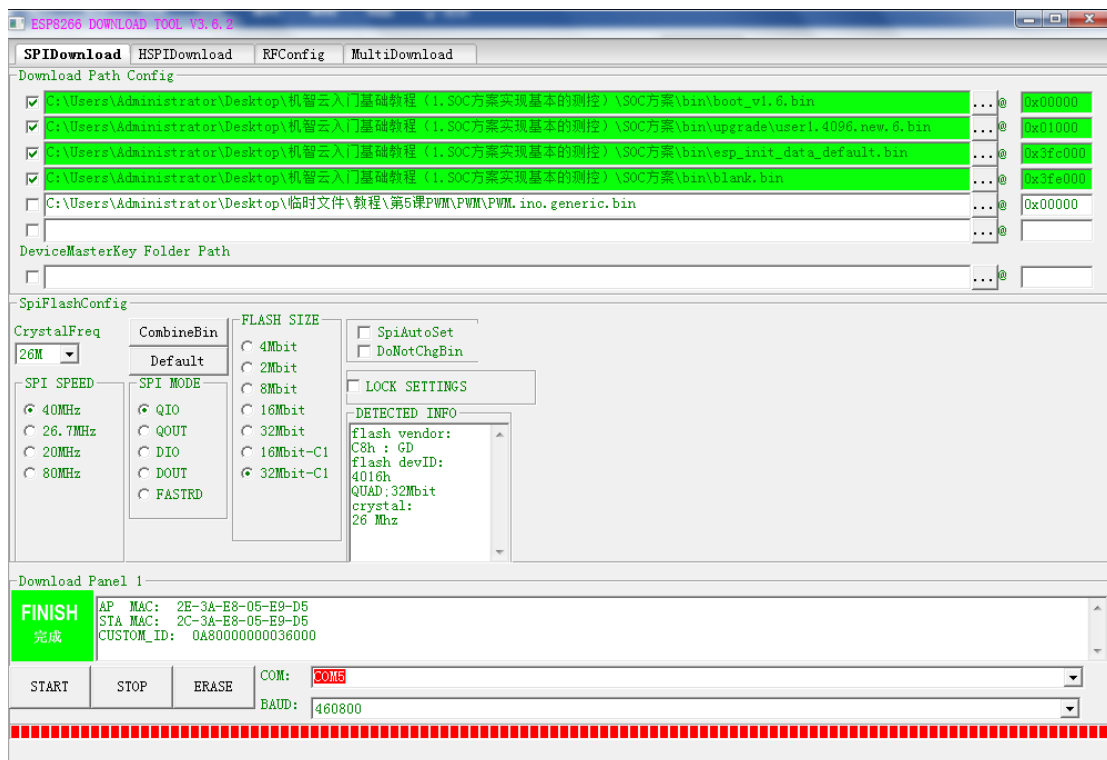 ESP8266 DOWNLOAD TOOL V3.6.2
SPIDownload HSPIDownload RFConfig MultiDownload
Download Path Config
C:\Users\Administrator\Desktop\机智云入门基础教程（1.SOC方案实现基本的测控）\SOC方案\bin\boot_v1.6.bin ... @ 0x00000
C:\Users\Administrator\Desktop\机智云入门基础教程（1.SOC方案实现基本的测控）\SOC方案\bin\upgrade\user1.4096.new.6.bin ... @ 0x01000
C:\Users\Administrator\Desktop\机智云入门基础教程（1.SOC方案实现基本的测控）\SOC方案\bin\esp_init_data_default.bin ... @ 0x3fc000
C:\Users\Administrator\Desktop\机智云入门基础教程（1.SOC方案实现基本的测控）\SOC方案\bin\blank.bin ... @ 0x3fe000
C:\Users\Administrator\Desktop\临时文件\教程\第5课PWM\PWM\PWM.ino.generic.bin ... @ 0x00000
... @
DeviceMasterKey Folder Path
... @
SpiFlashConfig
CrystalFreq
26M
CombineBin
Default
SPI SPEED
40MHz
26.7MHz
20MHz
80MHz
SPI MODE
QIO
QOUT
DIO
DOUT
FASTRD
FLASH SIZE
4Mbit
2Mbit
8Mbit
16Mbit
32Mbit
16Mbit-C1
32Mbit-C1
SpiAutoSet
DoNotChgBin
LOCK SETTINGS
DETECTED INFO
flash vendor:
C8h : GD
flash devID:
4016h
QUAD;32Mbit
crystal:
26 Mhz
Download Panel 1
FINISH
完成
AP MAC: 2E-3A-E8-05-E9-D5
STA MAC: 2C-3A-E8-05-E9-D5
CUSTOM_ID: 0A80000000036000
START STOP ERASE
COM: COM5
BAUD: 460800